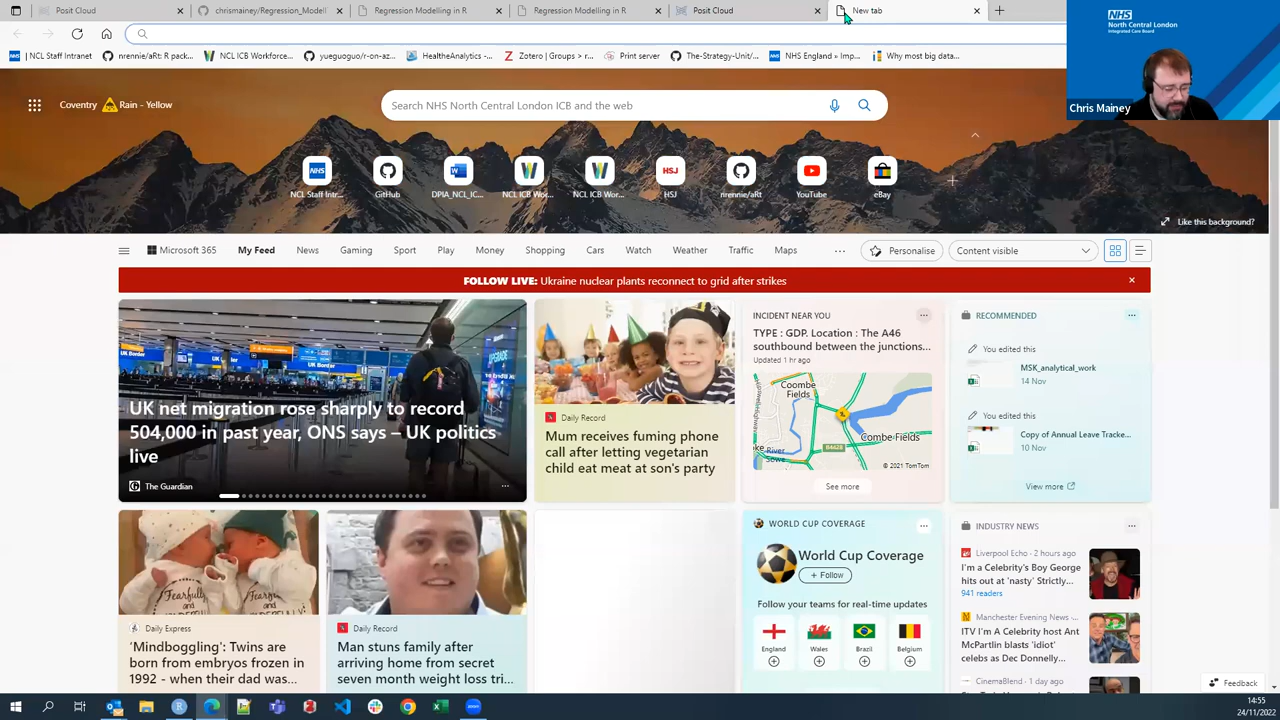 Posit Cloud
chrismainey/Regression_Modell
Regression Modelling in R
Regression Modelling in R
Posit Cloud
New tab
| NCL Staff Intranet
nrennie/aRt: R pack...
NCL ICB Workforce...
yueguoguo/r-on-az...
HealtheAnalytics -...
Zotero | Groups > r...
Print server
The-Strategy-Unit/...
NHS England » Imp...
Why most big data...
NHS
North Central London
Integrated Care Board
Chris Mainey
Coventry
Rain - Yellow
Search NHS North Central London ICB and the web
NHS
HSJ
NCL Staff Intr...
GitHub
DPIA_NCL_IC...
NCL ICB Wor...
NCL ICB Wor...
HSJ
nrennie/aRt
YouTube
eBay
Like this background?
Microsoft 365
My Feed
News
Gaming
Sport
Play
Money
Shopping
Cars
Watch
Weather
Traffic
Maps
...
Personalise
Content visible
FOLLOW LIVE: Ukraine nuclear plants reconnect to grid after strikes
UK Border
UK net migration rose sharply to record
504,000 in past year, ONS says – UK politics
live
The Guardian
Daily Record
Mum receives fuming phone
call after letting vegetarian
child eat meat at son's party
INCIDENT NEAR YOU
TYPE : GDP. Location : The A46
southbound between the junctions...
Updated 1 hr ago
Coombe
Fields
Combe Fields
River
Sowe
B4428
© 2021 TomTom
See more
RECOMMENDED
You edited this
MSK_analytical_work
14 Nov
You edited this
Copy of Annual Leave Tracke...
10 Nov
View more
Daily Express
'Mindboggling': Twins are
born from embryos frozen in
1992 - when their dad was...
Daily Record
Man stuns family after
arriving home from secret
seven month weight loss tri...
WORLD CUP COVERAGE
World Cup Coverage
+ Follow
Follow your teams for real-time updates
England
Wales
Brazil
Belgium
INDUSTRY NEWS
Liverpool Echo · 2 hours ago
I'm a Celebrity's Boy George
hits out at 'nasty' Strictly...
941 readers
Manchester Evening News ·...
ITV I'm A Celebrity host Ant
McPartlin blasts 'idiot'
celebs as Dec Donnelly...
CinemaBlend · 1 day ago
Feedback
14:55
24/11/2022